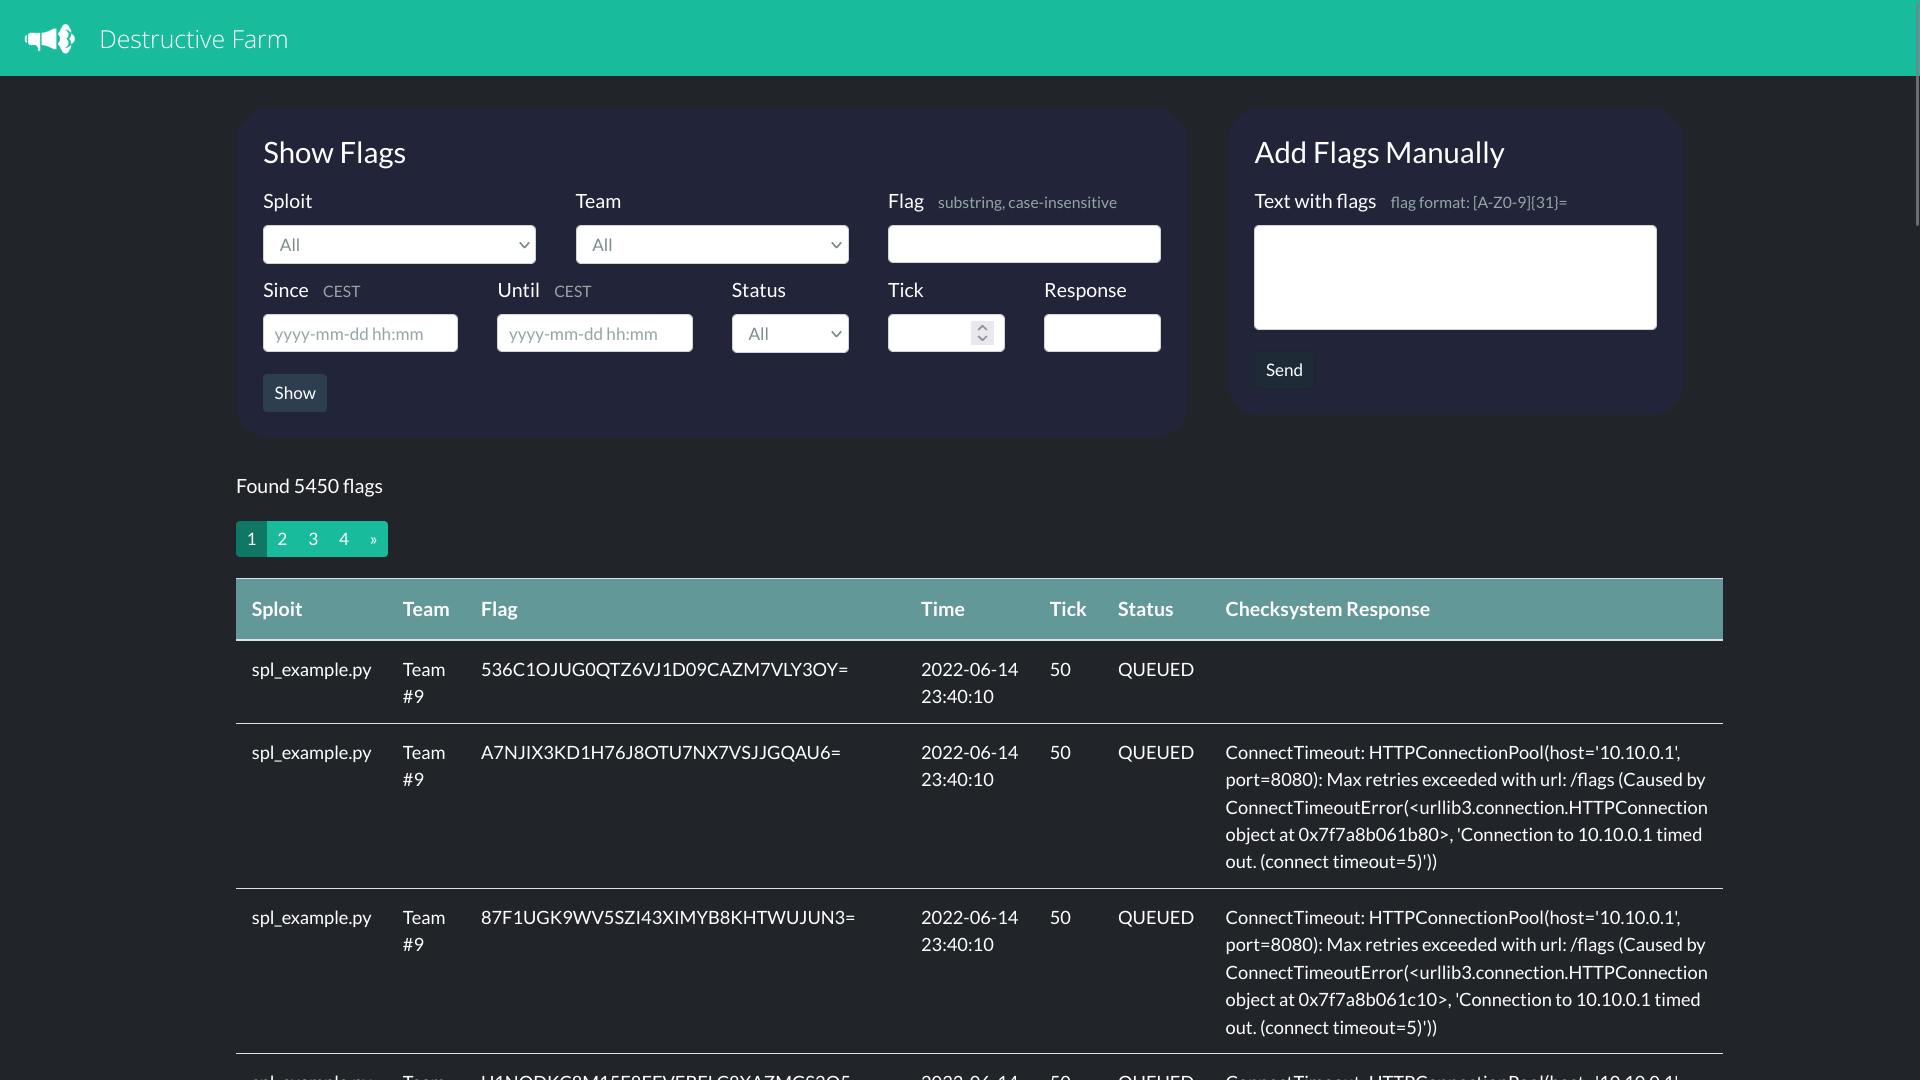 Destructive Farm
Show Flags
Sploit Team Flag substring, case-insensitive
All All
Since CEST Until CEST Status Tick Response
yyyy-mm-dd hh:mm yyyy-mm-dd hh:mm All
Show
Add Flags Manually
Text with flags flag format: [A-Z0-9]{31}=
Send
Found 5450 flags
1 2 3 4 »
Sploit Team Flag Time Tick Status Checksystem Response
spl_example.py Team 536C1OJUG0QTZ6VJ1D09CAZM7VLY3OY= 2022-06-14 50 QUEUED
#9 23:40:10
spl_example.py Team A7NJIX3KD1H76J8OTU7NX7VSJJGQAU6= 2022-06-14 50 QUEUED ConnectTimeout: HTTPConnectionPool(host='10.10.0.1',
#9 23:40:10 port=8080): Max retries exceeded with url: /flags (Caused by
ConnectTimeoutError(<urllib3.connection.HTTPConnection
object at 0x7f7a8b061b80>, 'Connection to 10.10.0.1 timed
out. (connect timeout=5)'))
spl_example.py Team 87F1UGK9WV5SZI43XIMYB8KHTWUJUN3= 2022-06-14 50 QUEUED ConnectTimeout: HTTPConnectionPool(host='10.10.0.1',
#9 23:40:10 port=8080): Max retries exceeded with url: /flags (Caused by
ConnectTimeoutError(<urllib3.connection.HTTPConnection
object at 0x7f7a8b061c10>, 'Connection to 10.10.0.1 timed
out. (connect timeout=5)'))